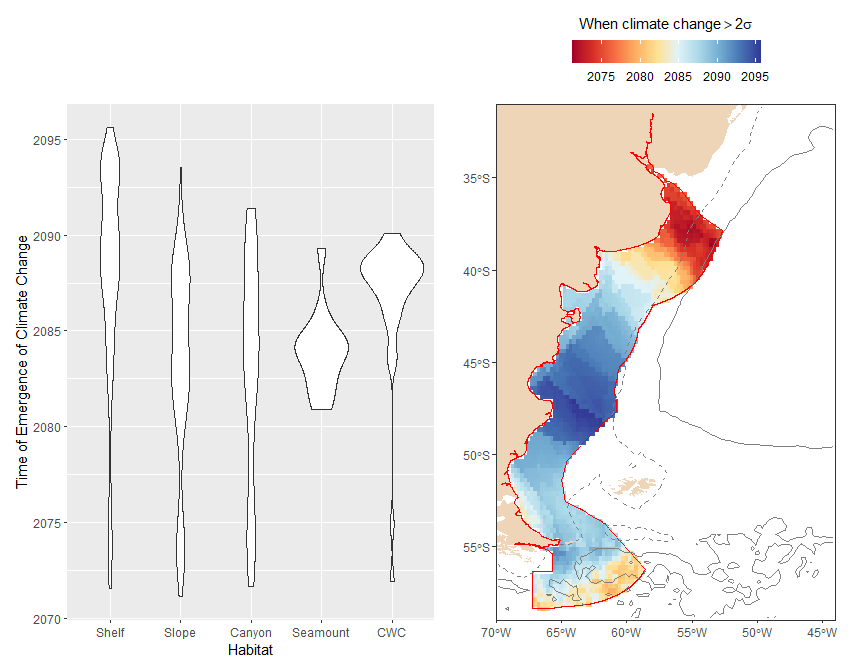 When climate change > 2σ
2075 2080 2085 2090 2095
Time of Emergence of Climate Change
2095
2090
2085
2080
2075
2070
Shelf Slope Canyon Seamount CWC
Habitat
35°S
40°S
45°S
50°S
55°S
70°W 65°W 60°W 55°W 50°W 45°W